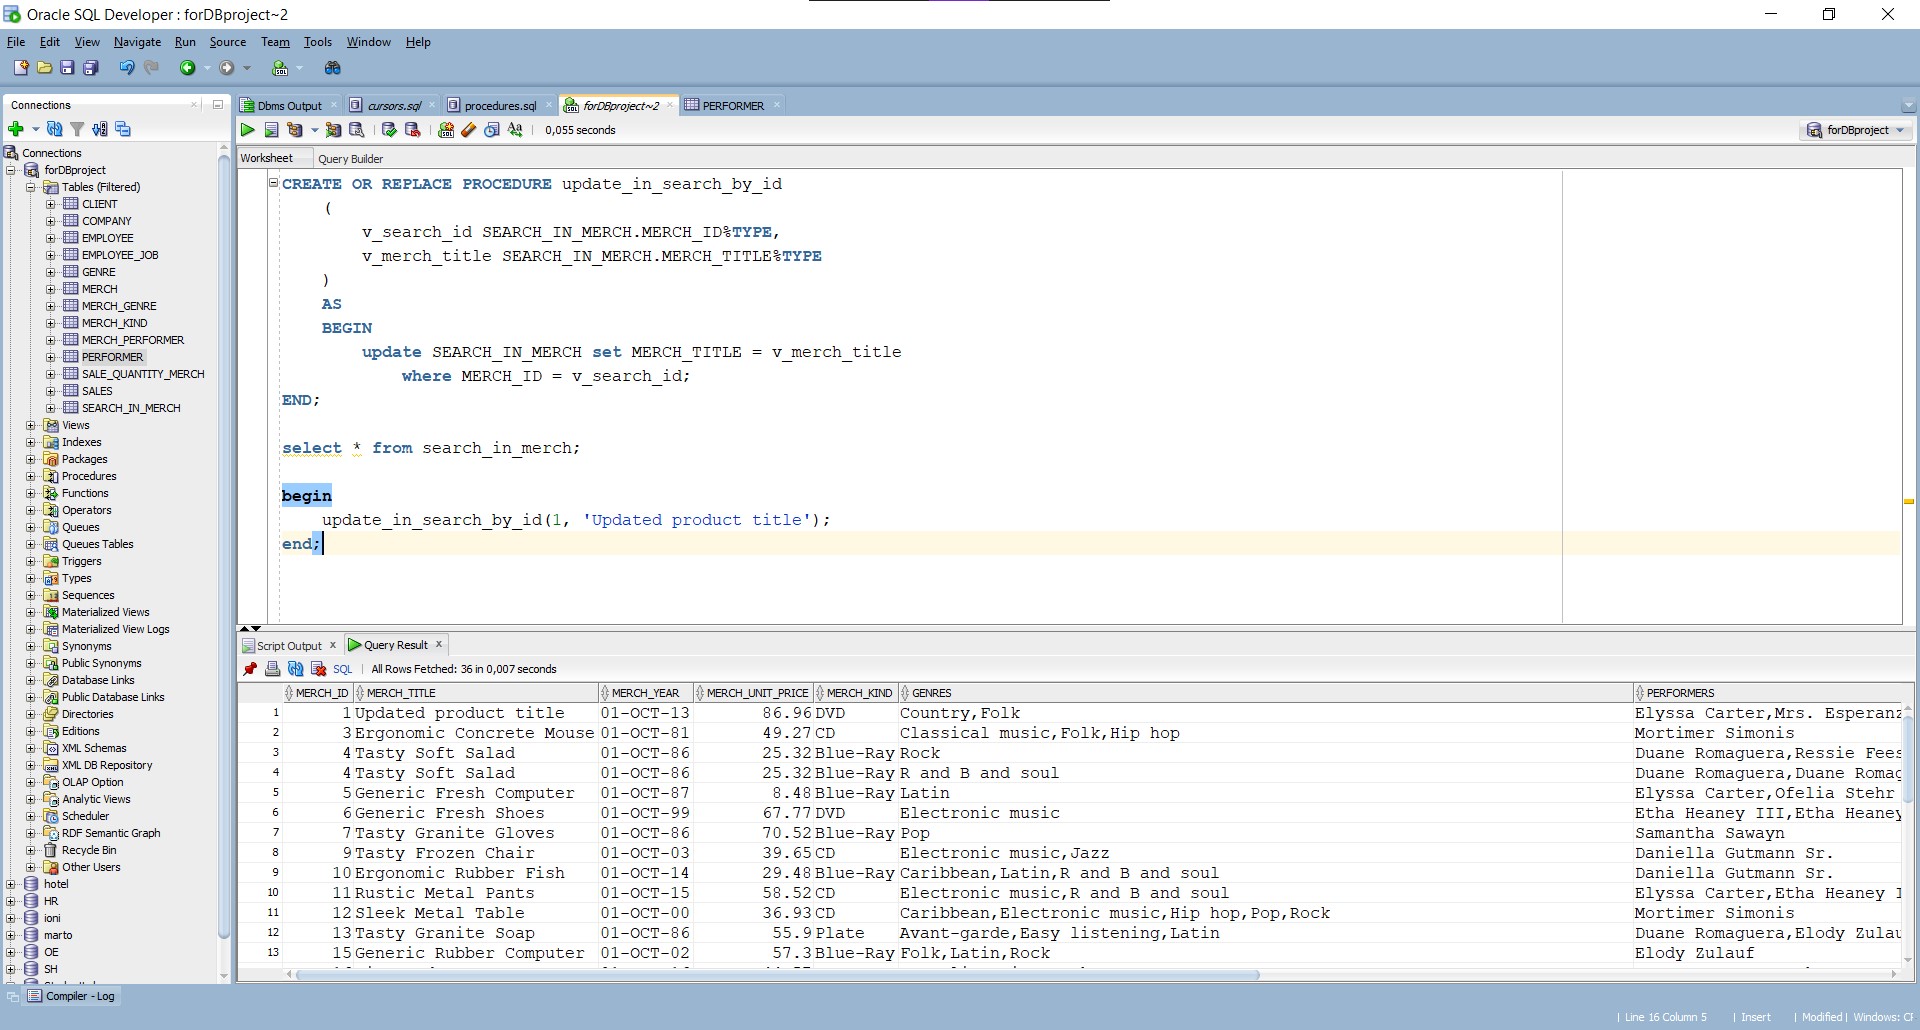 Oracle SQL Developer : forDBproject~2
File Edit View Navigate Run Source Team Tools Window Help
Connections
Dbms Output
cursors.sql
procedures.sql
forDBproject~2
PERFORMER
0,055 seconds
forDBproject
Worksheet Query Builder
Connections
forDBproject
Tables (Filtered)
CLIENT
COMPANY
EMPLOYEE
EMPLOYEE_JOB
GENRE
MERCH
MERCH_GENRE
MERCH_KIND
MERCH_PERFORMER
PERFORMER
SALE_QUANTITY_MERCH
SALES
SEARCH_IN_MERCH
Views
Indexes
Packages
Procedures
Functions
Operators
Queues
Queues Tables
Triggers
Types
Sequences
Materialized Views
Materialized View Logs
Synonyms
Public Synonyms
Database Links
Public Database Links
Directories
Editions
XML Schemas
XML DB Repository
OLAP Option
Analytic Views
Scheduler
RDF Semantic Graph
Recycle Bin
Other Users
hotel
HR
ioni
marto
OE
SH
CREATE OR REPLACE PROCEDURE update_in_search_by_id
(
v_search_id SEARCH_IN_MERCH.MERCH_ID%TYPE,
v_merch_title SEARCH_IN_MERCH.MERCH_TITLE%TYPE
)
AS
BEGIN
update SEARCH_IN_MERCH set MERCH_TITLE = v_merch_title
where MERCH_ID = v_search_id;
END;
select * from search_in_merch;
begin
update_in_search_by_id(1, 'Updated product title');
end;
Script Output Query Result
SQL All Rows Fetched: 36 in 0,007 seconds
MERCH_ID MERCH_TITLE MERCH_YEAR MERCH_UNIT_PRICE MERCH_KIND GENRES PERFORMERS
1 1 Updated product title 01-OCT-13 86.96 DVD Country,Folk Elyssa Carter,Mrs. Esperanz
2 3 Ergonomic Concrete Mouse 01-OCT-81 49.27 CD Classical music,Folk,Hip hop Mortimer Simonis
3 4 Tasty Soft Salad 01-OCT-86 25.32 Blue-Ray Rock Duane Romaguera,Ressie Fees
4 4 Tasty Soft Salad 01-OCT-86 25.32 Blue-Ray R and B and soul Duane Romaguera,Duane Romag
5 5 Generic Fresh Computer 01-OCT-87 8.48 Blue-Ray Latin Elyssa Carter,Ofelia Stehr
6 6 Generic Fresh Shoes 01-OCT-99 67.77 DVD Electronic music Etha Heaney III,Etha Heaney
7 7 Tasty Granite Gloves 01-OCT-86 70.52 Blue-Ray Pop Samantha Sawayn
8 9 Tasty Frozen Chair 01-OCT-03 39.65 CD Electronic music,Jazz Daniella Gutmann Sr.
9 10 Ergonomic Rubber Fish 01-OCT-14 29.48 Blue-Ray Caribbean,Latin,R and B and soul Daniella Gutmann Sr.
10 11 Rustic Metal Pants 01-OCT-15 58.52 CD Electronic music,R and B and soul Elyssa Carter,Etha Heaney I
11 12 Sleek Metal Table 01-OCT-00 36.93 CD Caribbean,Electronic music,Hip hop,Pop,Rock Mortimer Simonis
12 13 Tasty Granite Soap 01-OCT-86 55.9 Plate Avant-garde,Easy listening,Latin Duane Romaguera,Elody Zulau
13 15 Generic Rubber Computer 01-OCT-02 57.3 Blue-Ray Folk,Latin,Rock Elody Zulauf
Compiler - Log
Line 16 Column 5 Insert Modified Windows: CF